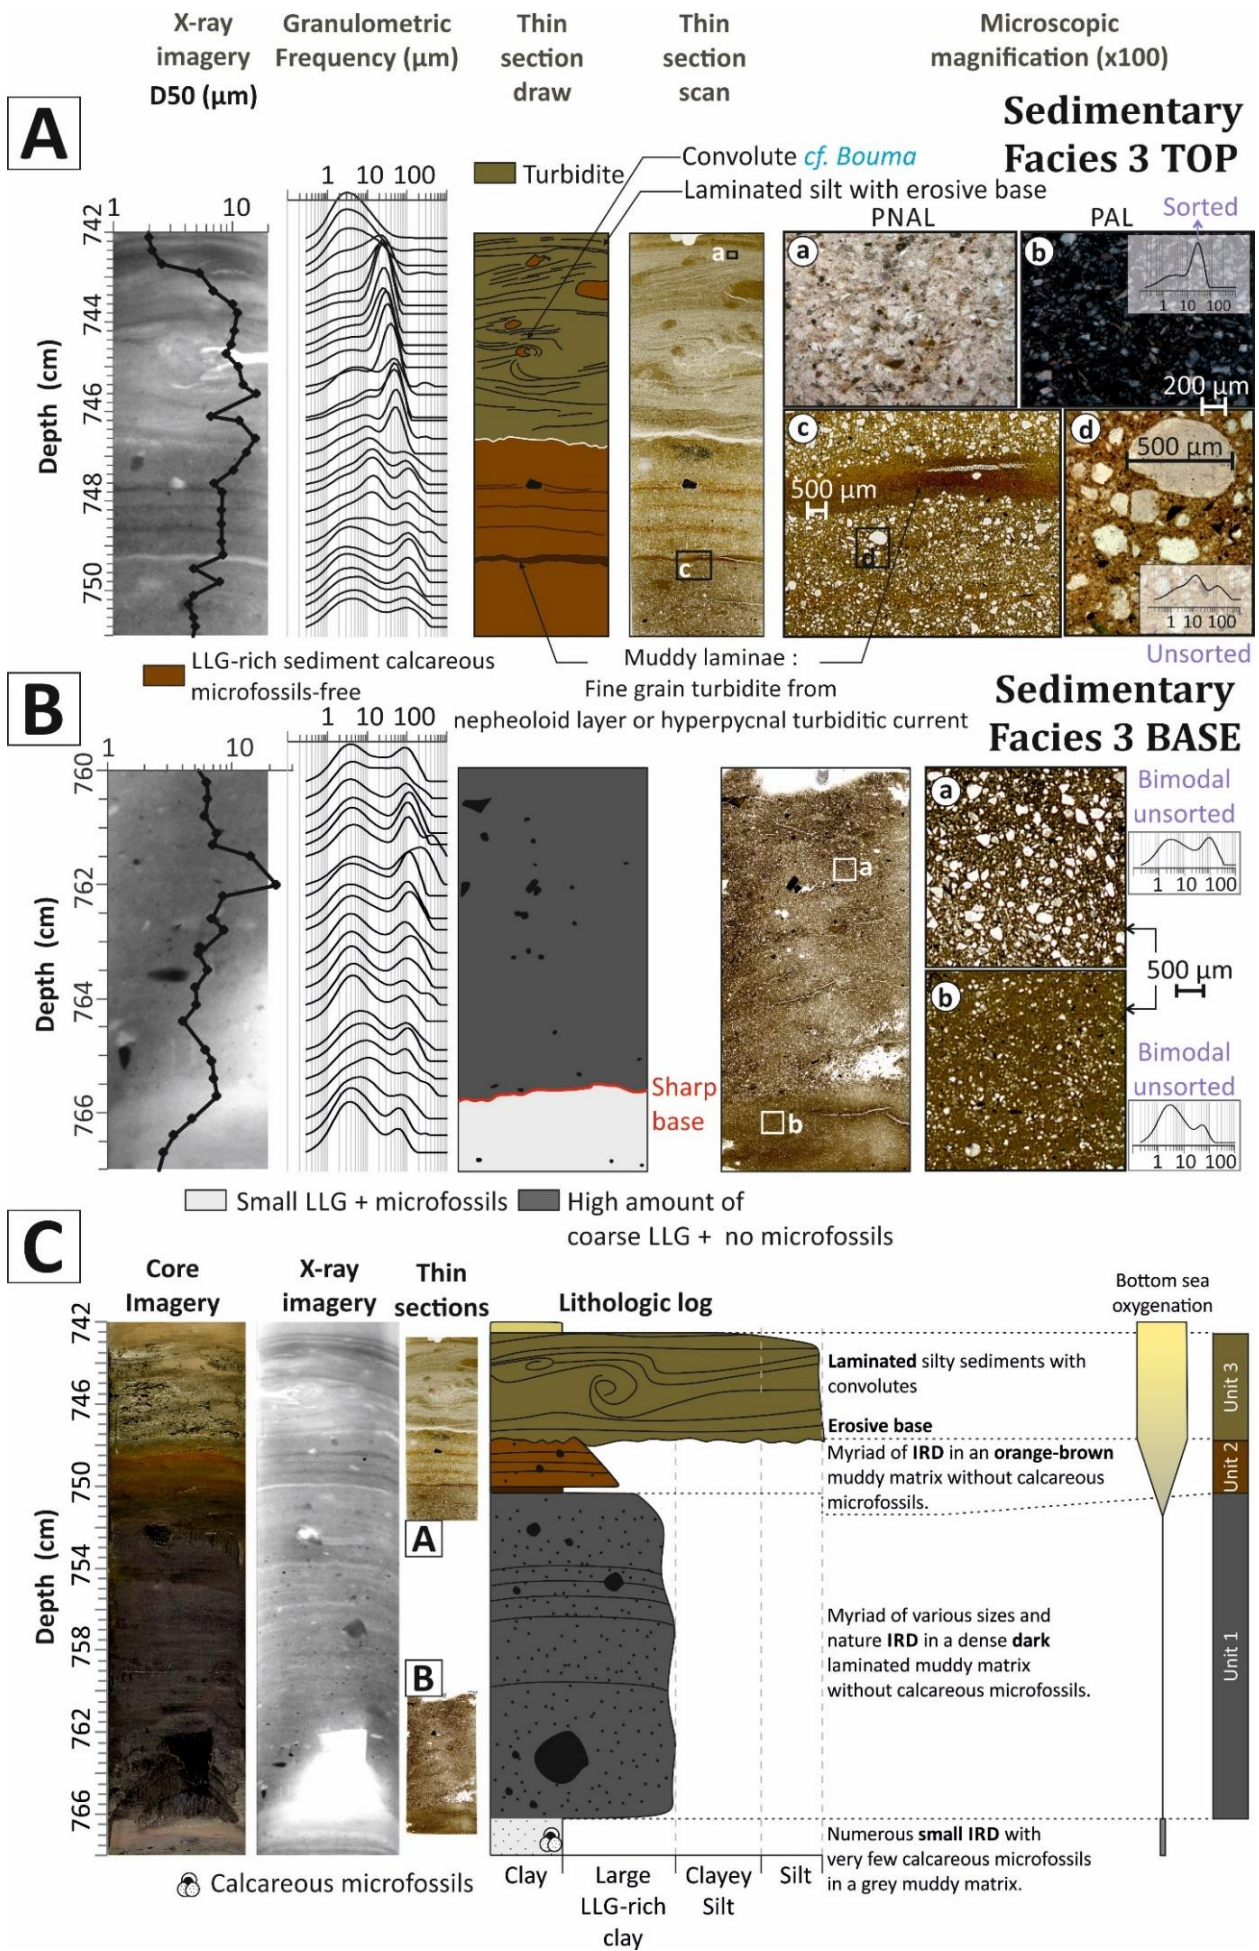 X-ray
imagery
D50 (µm)
Granulometric
Frequency (µm)
Thin
section
draw
Thin
section
scan
Microscopic
magnification (x100)
A
Sedimentary
Facies 3 TOP
Turbidite
Convolute cf. Bouma
Laminated silt with erosive base
PNAL
PAL
Sorted
1 10
1 10 100
Depth (cm)
742
744
746
748
750
a
a
b
1 10 100
200 µm
c
500 µm
d
c
d
500 µm
1 10 100
Unsorted
LLG-rich sediment calcareous
microfossils-free
Muddy laminae :
Fine grain turbidite from
nepheoloid layer or hyperpycnal turbiditic current
B
Sedimentary
Facies 3 BASE
1 10
1 10 100
Depth (cm)
760
762
764
766
Sharp
base
a
b
a
Bimodal
unsorted
1 10 100
500 µm
b
Bimodal
unsorted
1 10 100
Small LLG + microfossils
High amount of
coarse LLG + no microfossils
C
Core
Imagery
X-ray
imagery
Thin
sections
Lithologic log
Bottom sea
oxygenation
Depth (cm)
742
746
750
754
758
762
766
A
B
Laminated silty sediments with
convolutes
Erosive base
Myriad of IRD in an orange-brown
muddy matrix without calcareous
microfossils.
Myriad of various sizes and
nature IRD in a dense dark
laminated muddy matrix
without calcareous microfossils.
Numerous small IRD with
very few calcareous microfossils
in a grey muddy matrix.
Unit 3
Unit 2
Unit 1
Calcareous microfossils
Clay
Large
LLG-rich
clay
Clayey
Silt
Silt